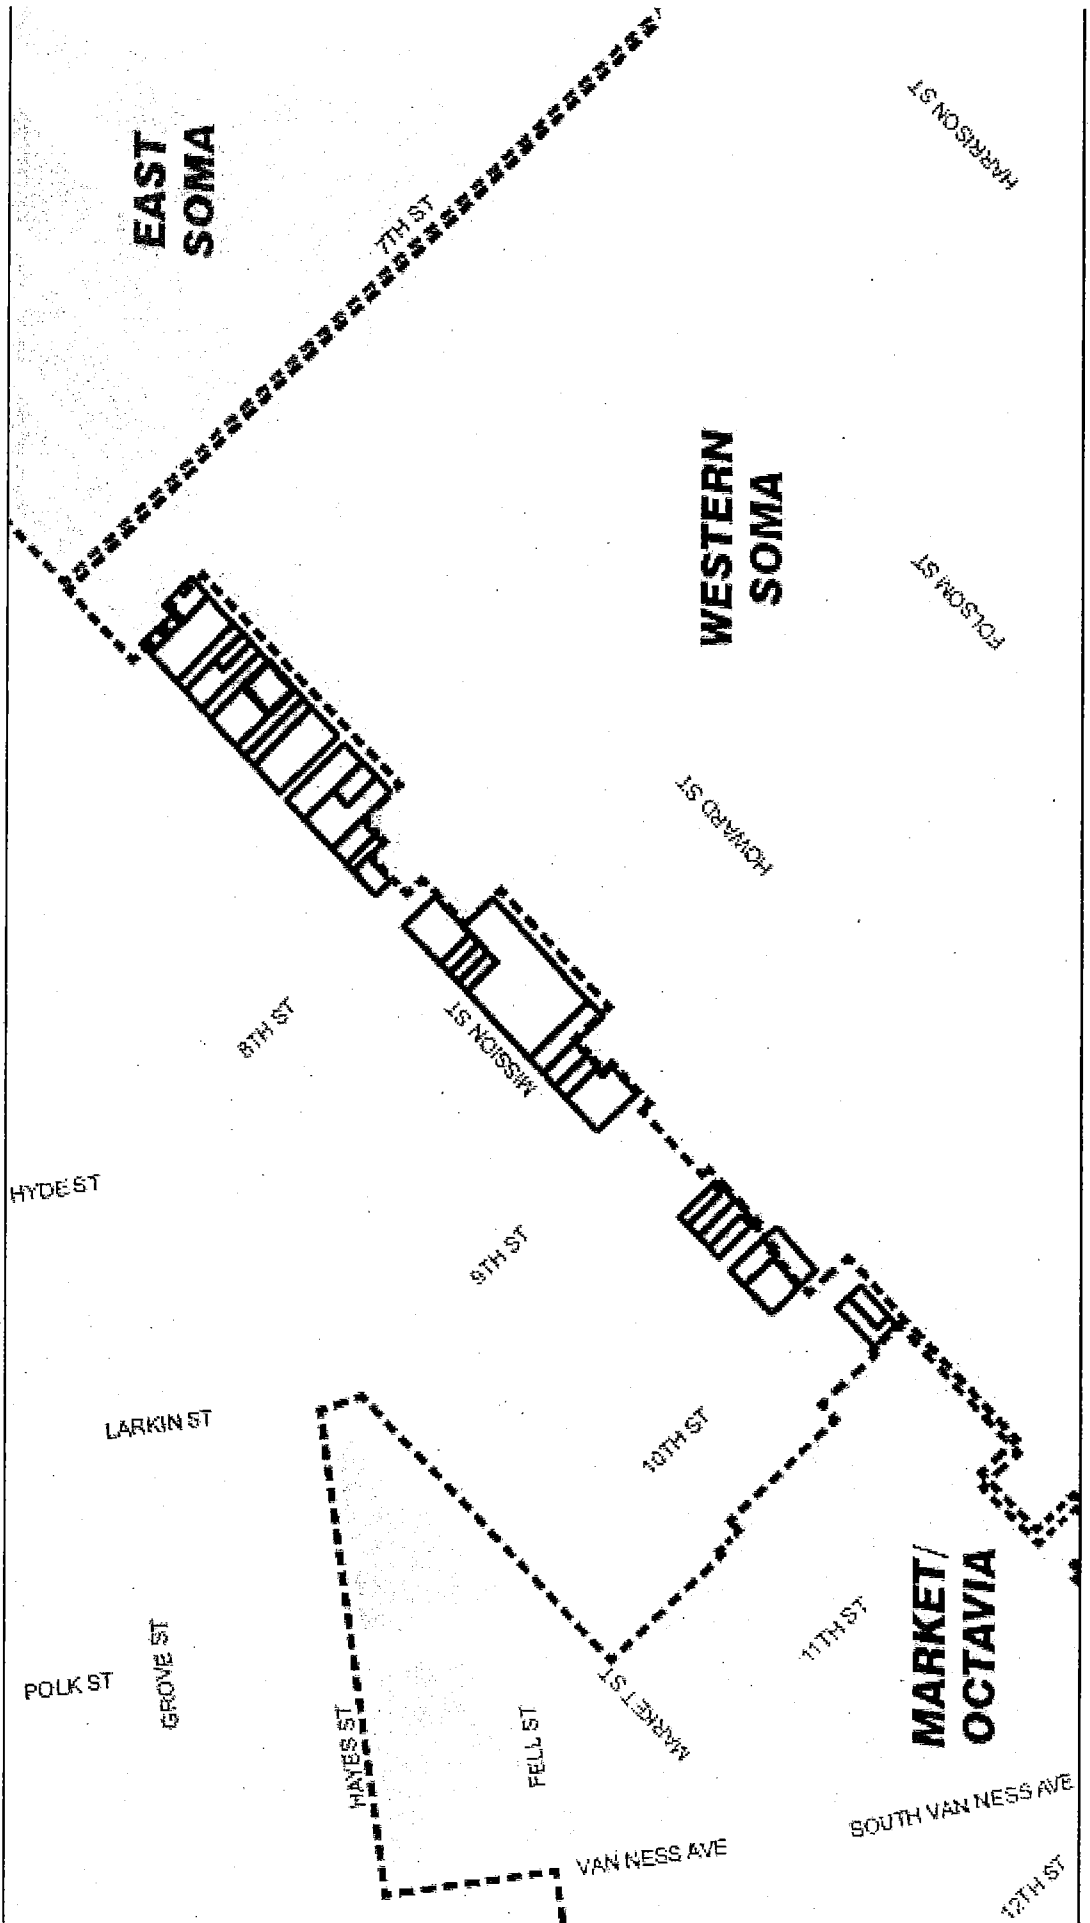 EAST
SOMA
7TH ST
HARRISON ST
WESTERN
SOMA
FOLSOM ST
HOWARD ST
8TH ST
MISSION ST
HYDE ST
9TH ST
LARKIN ST
10TH ST
MARKET/
OCTAVIA
11TH ST
POLK ST
GROVE ST
HAYES ST
FELL ST
MARKET ST
VAN NESS AVE
SOUTH VAN NESS AVE
12TH ST